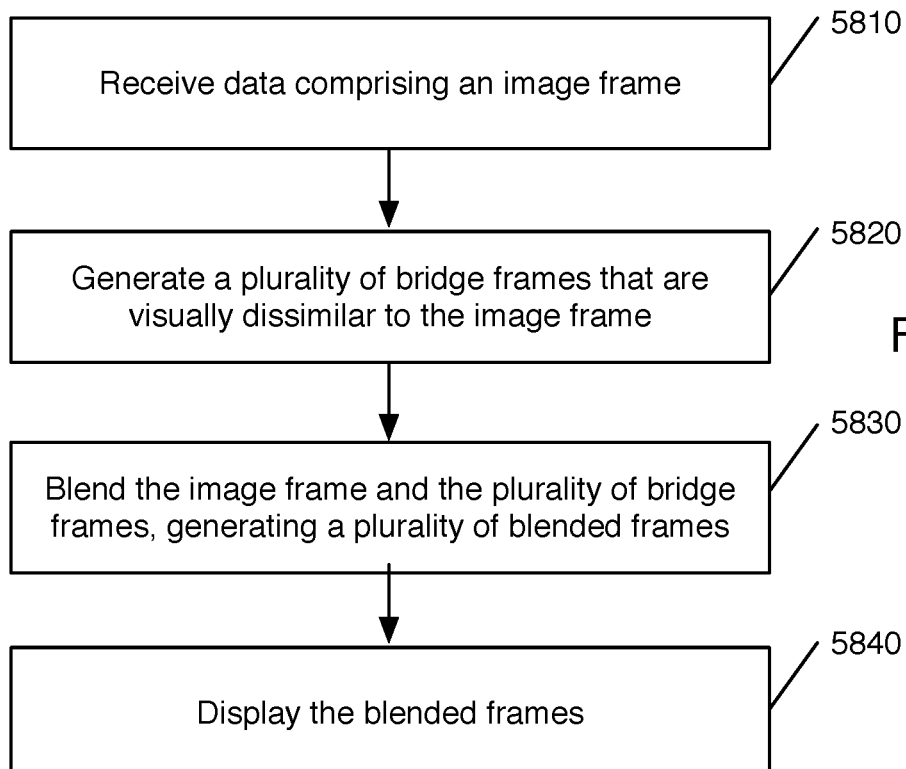 5810
Receive data comprising an image frame
5820
Generate a plurality of bridge frames that are
visually dissimilar to the image frame
F
5830
Blend the image frame and the plurality of bridge
frames, generating a plurality of blended frames
5840
Display the blended frames